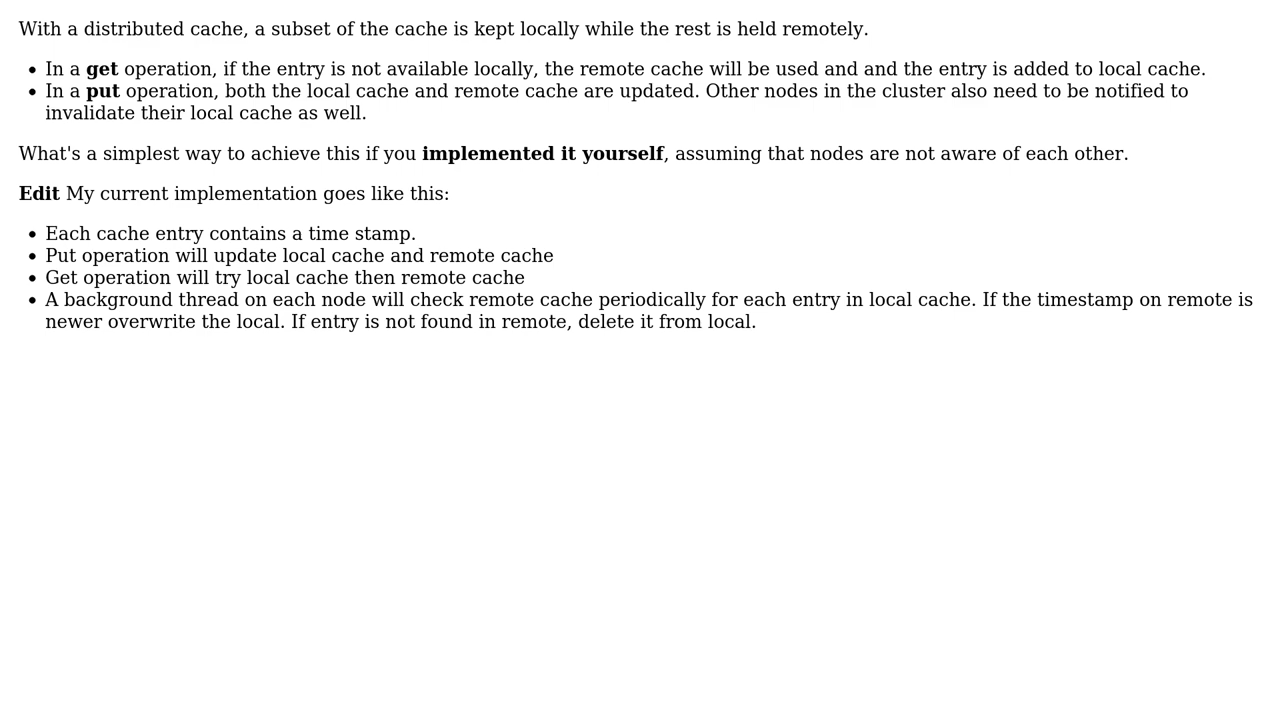 With a distributed cache, a subset of the cache is kept locally while the rest is held remotely.
• In a get operation, if the entry is not available locally, the remote cache will be used and and the entry is added to local cache.
• In a put operation, both the local cache and remote cache are updated. Other nodes in the cluster also need to be notified to
invalidate their local cache as well.
What's a simplest way to achieve this if you implemented it yourself, assuming that nodes are not aware of each other.
Edit My current implementation goes like this:
• Each cache entry contains a time stamp.
• Put operation will update local cache and remote cache
• Get operation will try local cache then remote cache
• A background thread on each node will check remote cache periodically for each entry in local cache. If the timestamp on remote is
newer overwrite the local. If entry is not found in remote, delete it from local.